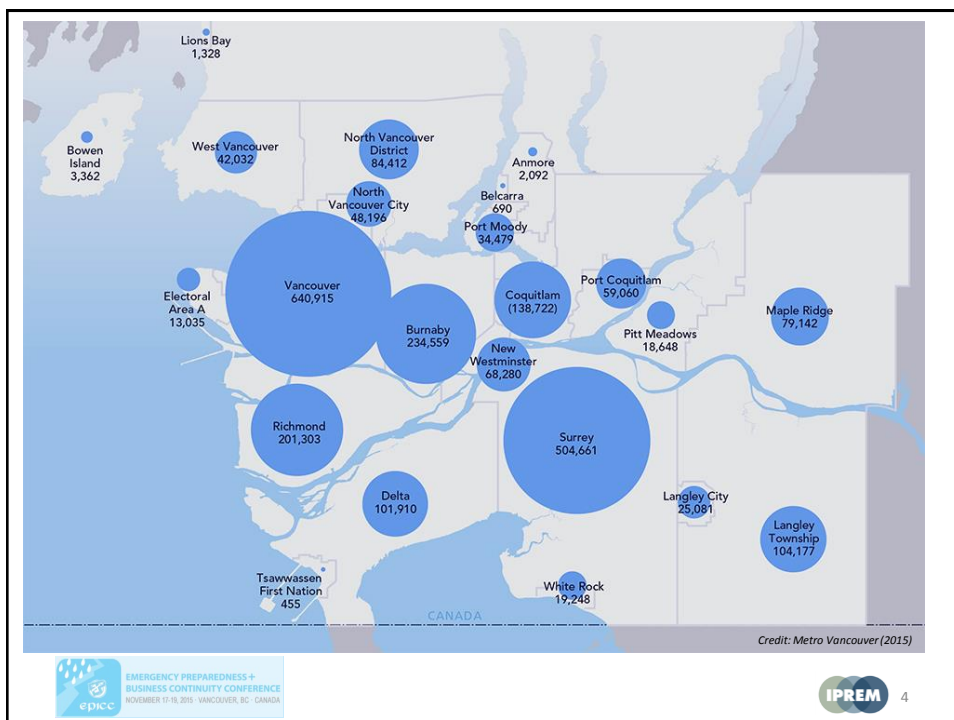 Lions Bay
1,328
Bowen
Island
3,362
West Vancouver
42,032
North Vancouver
District
84,412
North
Vancouver City
48,196
Anmore
2,092
Belcarra
690
Port Moody
34,479
Electoral
Area A
13,035
Vancouver
640,915
Burnaby
234,559
Coquitlam
(138,722)
Port Coquitlam
59,060
Pitt Meadows
18,648
Maple Ridge
79,142
New
Westminster
68,280
Richmond
201,303
Surrey
504,661
Delta
101,910
Langley City
25,081
Langley
Township
104,177
Tsawwassen
First Nation
455
White Rock
19,248
CANADA
Credit: Metro Vancouver (2015)
epicc
EMERGENCY PREPAREDNESS +
BUSINESS CONTINUITY CONFERENCE
NOVEMBER 17-19, 2015 · VANCOUVER, BC · CANADA
IPREM
4